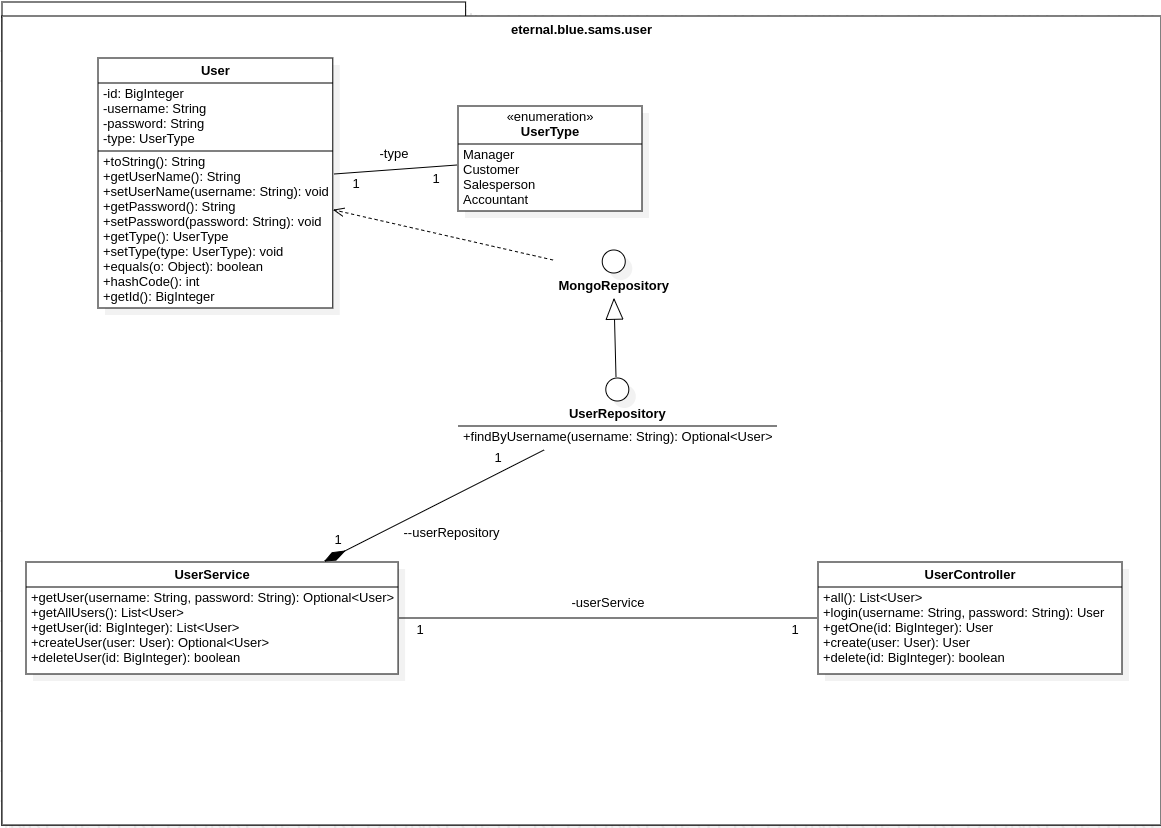 eternal.blue.sams.user
User
-id: BigInteger
-username: String
-password: String
-type: UserType
+toString(): String
+getUserName(): String
+setUserName(username: String): void
+getPassword(): String
+setPassword(password: String): void
+getType(): UserType
+setType(type: UserType): void
+equals(o: Object): boolean
+hashCode(): int
+getId(): BigInteger
-type
1
1
«enumeration»
UserType
Manager
Customer
Salesperson
Accountant
MongoRepository
UserRepository
+findByUsername(username: String): Optional<User>
1
1
--userRepository
UserService
+getUser(username: String, password: String): Optional<User>
+getAllUsers(): List<User>
+getUser(id: BigInteger): List<User>
+createUser(user: User): Optional<User>
+deleteUser(id: BigInteger): boolean
-userService
1
1
UserController
+all(): List<User>
+login(username: String, password: String): User
+getOne(id: BigInteger): User
+create(user: User): User
+delete(id: BigInteger): boolean